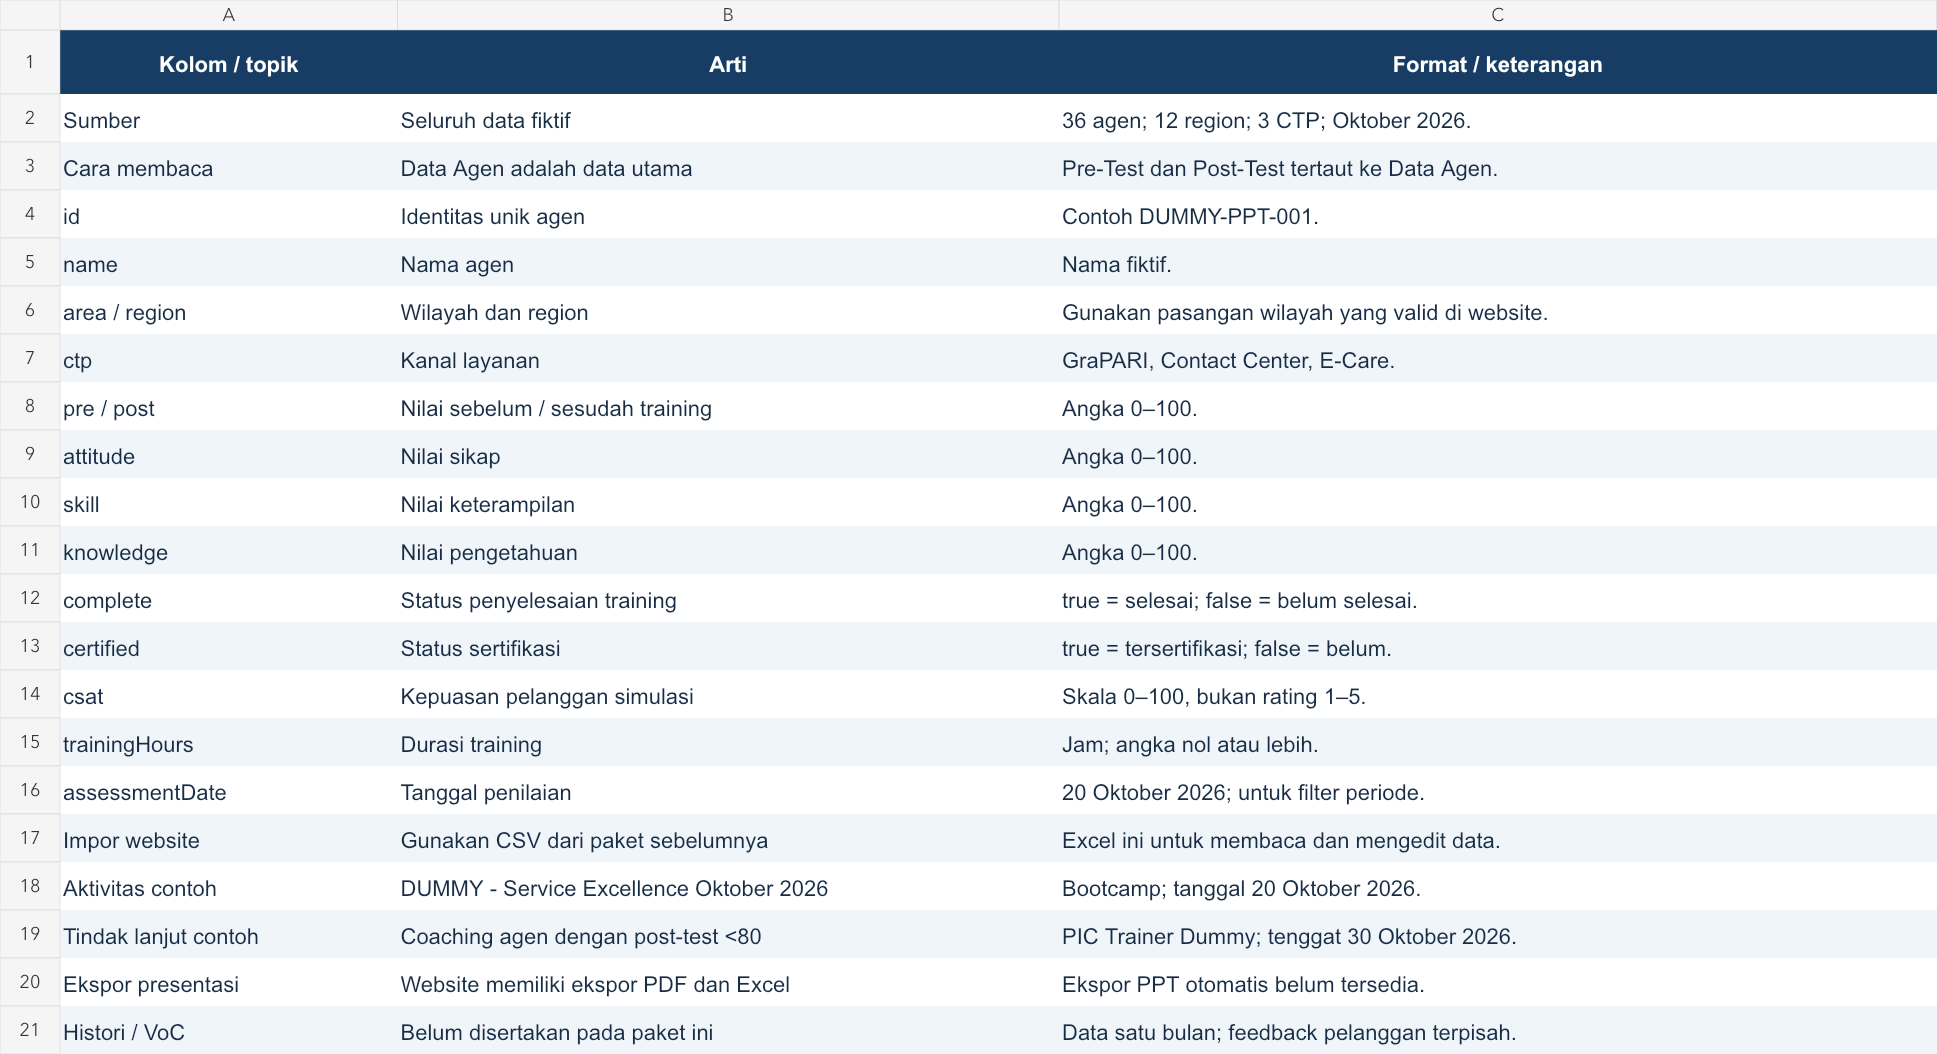 A B C
1 Kolom / topik Arti Format / keterangan
2 Sumber Seluruh data fiktif 36 agen; 12 region; 3 CTP; Oktober 2026.
3 Cara membaca Data Agen adalah data utama Pre-Test dan Post-Test tertaut ke Data Agen.
4 id Identitas unik agen Contoh DUMMY-PPT-001.
5 name Nama agen Nama fiktif.
6 area / region Wilayah dan region Gunakan pasangan wilayah yang valid di website.
7 ctp Kanal layanan GraPARI, Contact Center, E-Care.
8 pre / post Nilai sebelum / sesudah training Angka 0–100.
9 attitude Nilai sikap Angka 0–100.
10 skill Nilai keterampilan Angka 0–100.
11 knowledge Nilai pengetahuan Angka 0–100.
12 complete Status penyelesaian training true = selesai; false = belum selesai.
13 certified Status sertifikasi true = tersertifikasi; false = belum.
14 csat Kepuasan pelanggan simulasi Skala 0–100, bukan rating 1–5.
15 trainingHours Durasi training Jam; angka nol atau lebih.
16 assessmentDate Tanggal penilaian 20 Oktober 2026; untuk filter periode.
17 Impor website Gunakan CSV dari paket sebelumnya Excel ini untuk membaca dan mengedit data.
18 Aktivitas contoh DUMMY - Service Excellence Oktober 2026 Bootcamp; tanggal 20 Oktober 2026.
19 Tindak lanjut contoh Coaching agen dengan post-test <80 PIC Trainer Dummy; tenggat 30 Oktober 2026.
20 Ekspor presentasi Website memiliki ekspor PDF dan Excel Ekspor PPT otomatis belum tersedia.
21 Histori / VoC Belum disertakan pada paket ini Data satu bulan; feedback pelanggan terpisah.